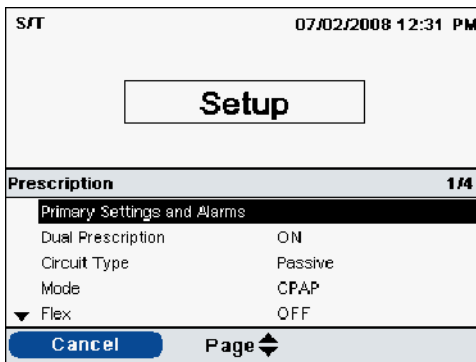 S/T 07/02/2008 12:31 PM
Setup
Prescription 1/4
Primary Settings and Alarms
Dual Prescription ON
Circuit Type Passive
Mode CPAP
Flex OFF
Cancel Page